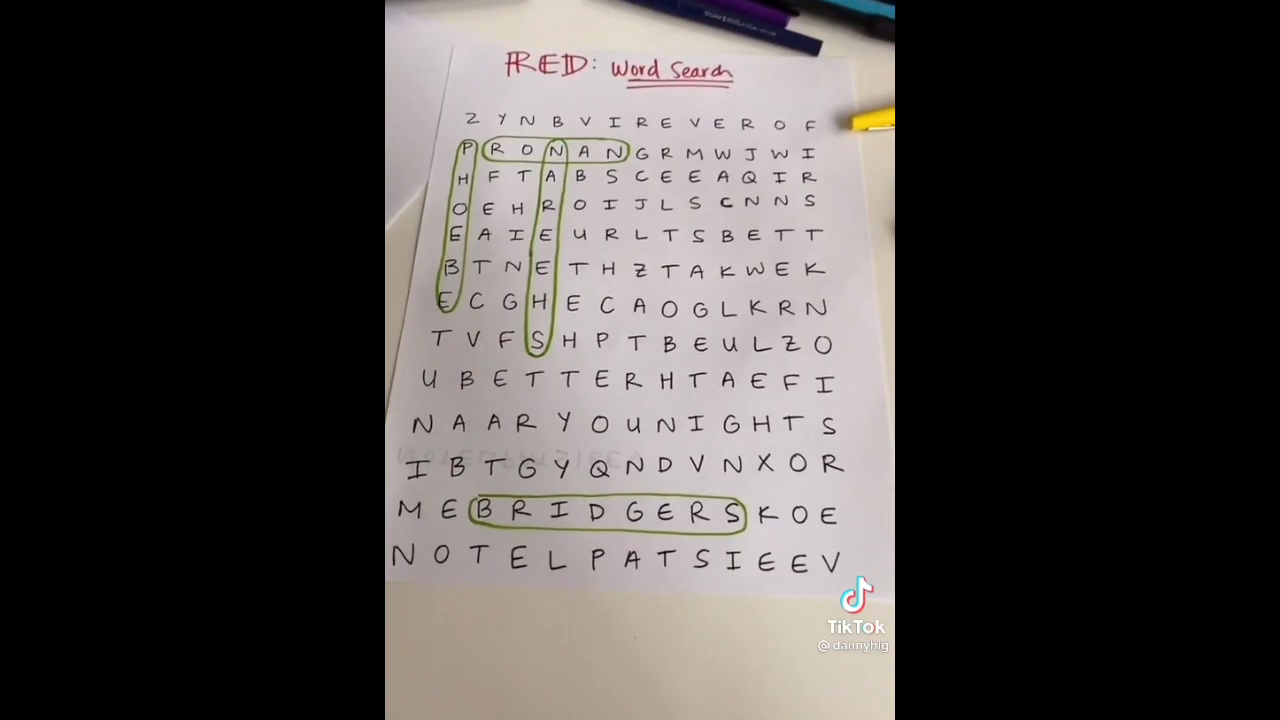 RED: Word Search
Z Y N B V I R E V E R O F
P R O N A N G R M W J W I
H F T A B S C E E A Q I R
O E H R O I J L S C N N S
E A I E U R L T S B E T T
B T N E T H Z T A K W E K
E C G H E C A O G L K R N
T V F S H P T B E U L Z O
U B E T T E R H T A E F I
N A A R Y O U N I G H T S
I B T G Y Q N D V N X O R
M E B R I D G E R S K O E
N O T E L P A T S I E E V
TikTok
@dannyhig